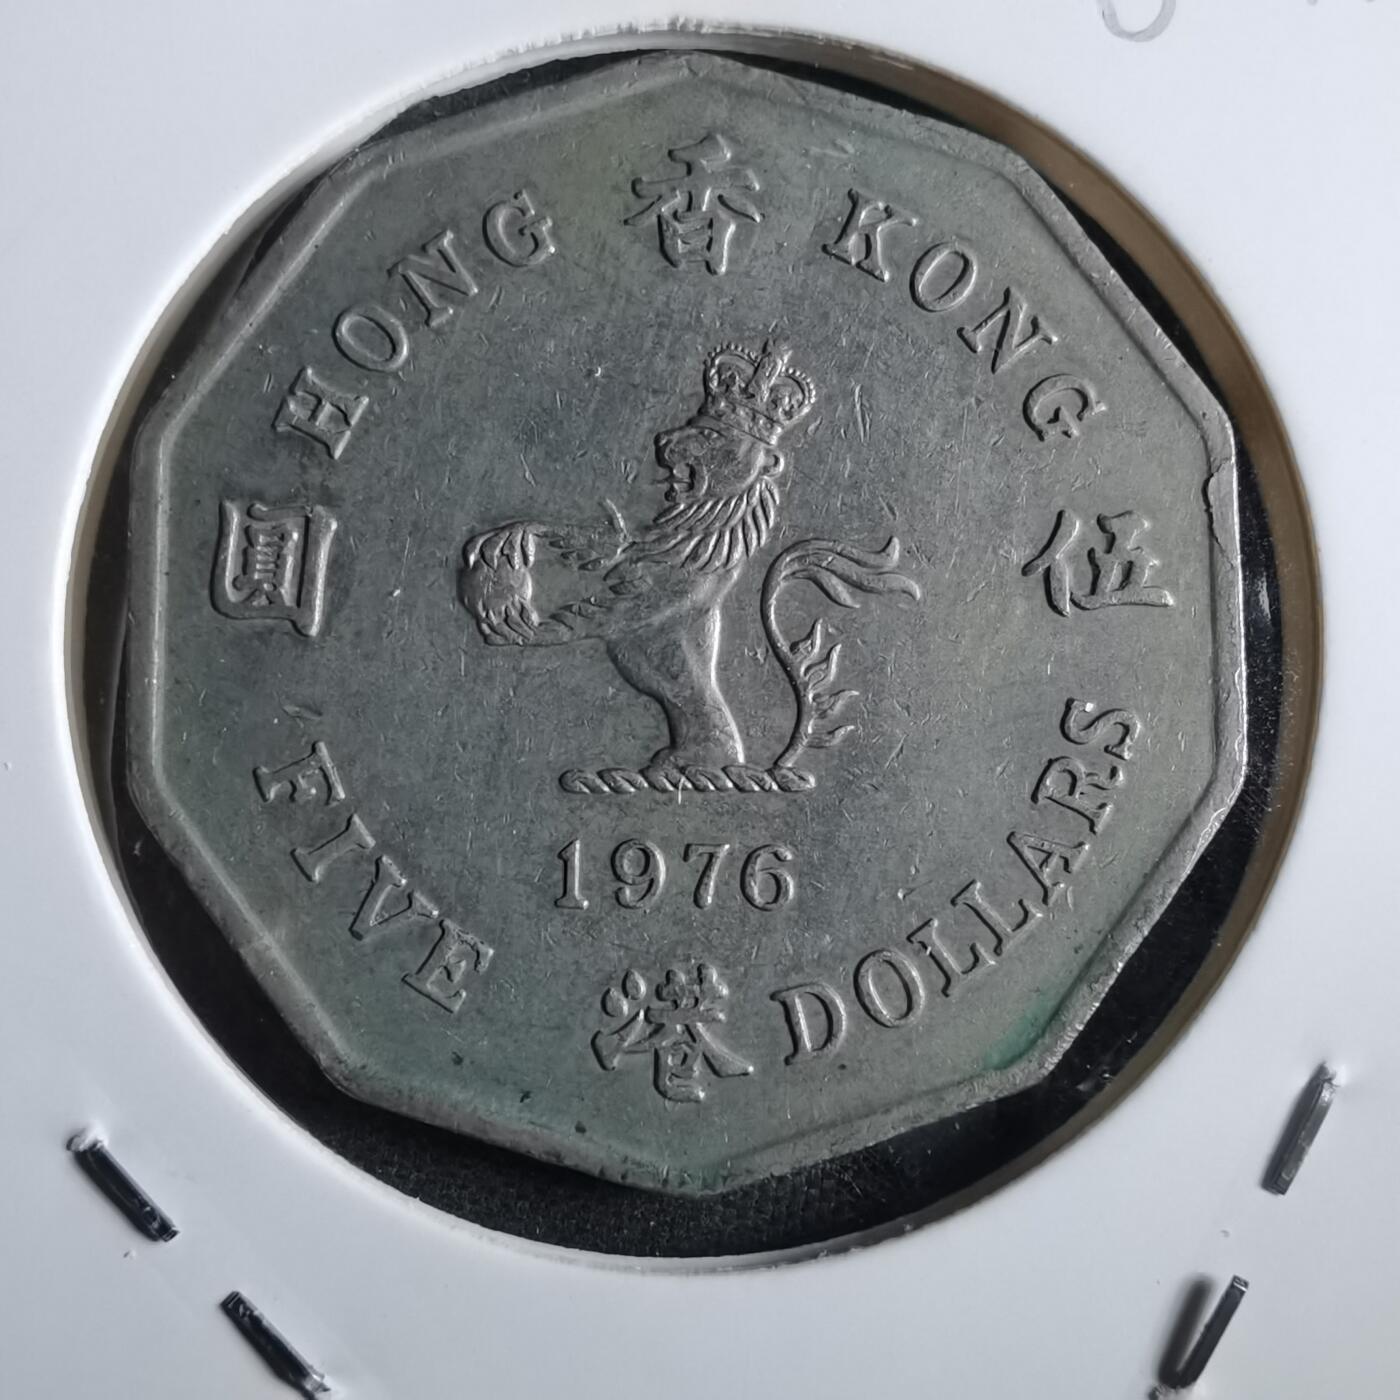 HONG 香 KONG
圓 伍
FIVE 港 DOLLARS
1976